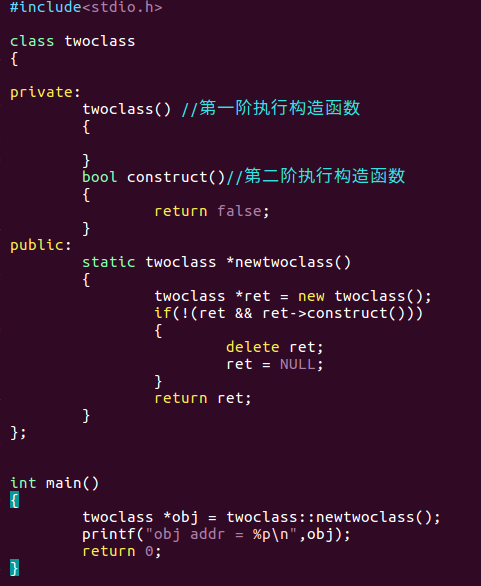 #include<stdio.h>
class twoclass
{
private:
twoclass() //第一阶执行构造函数
{
}
bool construct()//第二阶执行构造函数
{
return false;
}
public:
static twoclass *newtwoclass()
{
twoclass *ret = new twoclass();
if(!(ret && ret->construct()))
{
delete ret;
ret = NULL;
}
return ret;
}
};
int main()
{
twoclass *obj = twoclass::newtwoclass();
printf("obj addr = %p\n",obj);
return 0;
}